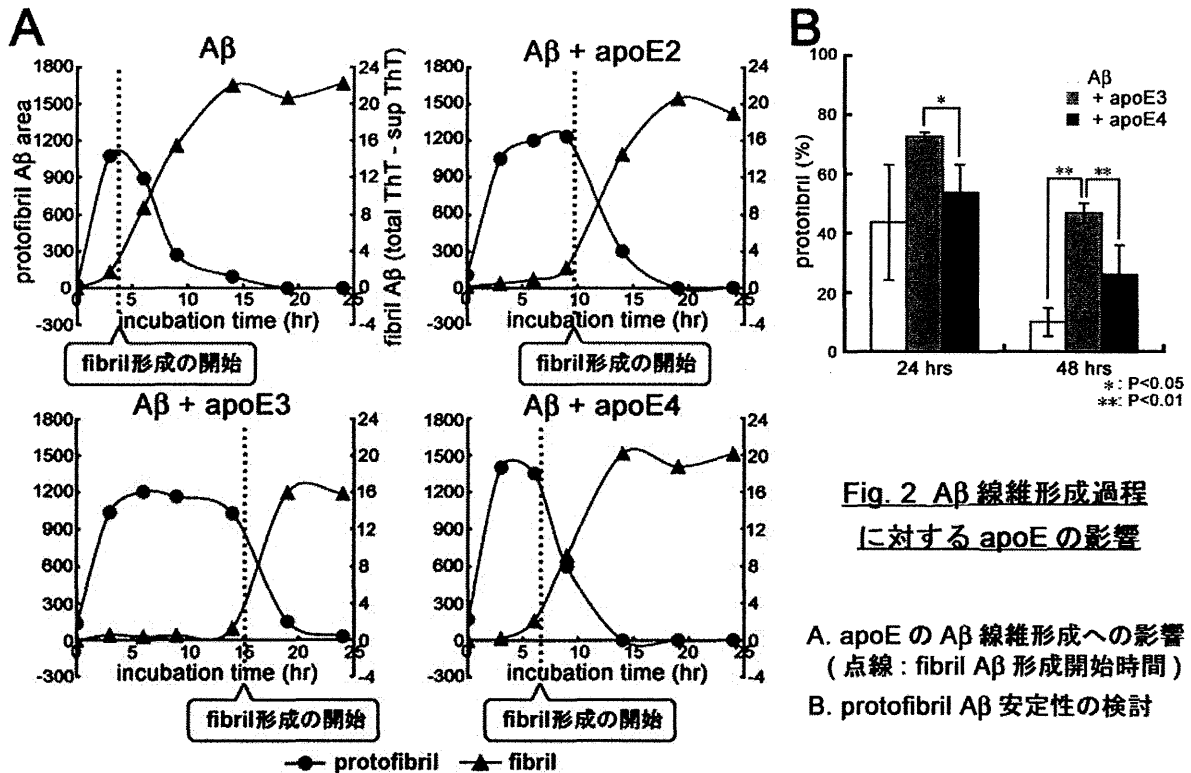 A
Aβ
1800
1500
1200
900
600
300
0
-300
protofibril Aβ area
24
20
16
12
8
4
0
-4
fibril Aβ (total ThT - sup ThT)
0 5 10 15 20 25
incubation time (hr)
fibril形成の開始
Aβ + apoE2
1800
1500
1200
900
600
300
0
-300
24
20
16
12
8
4
0
-4
0 5 10 15 20 25
incubation time (hr)
fibril形成の開始
Aβ + apoE3
1800
1500
1200
900
600
300
0
-300
24
20
16
12
8
4
0
-4
0 5 10 15 20 25
incubation time (hr)
fibril形成の開始
Aβ + apoE4
1800
1500
1200
900
600
300
0
-300
24
20
16
12
8
4
0
-4
0 5 10 15 20 25
incubation time (hr)
fibril形成の開始
protofibril fibril
B
100
80
60
40
20
0
protofibril (%)
Aβ
+ apoE3
+ apoE4
*
** **
24 hrs 48 hrs
*: P<0.05
**: P<0.01
Fig. 2 Aβ 線維形成過程
に対する apoE の影響
A. apoE の Aβ 線維形成への影響
( 点線 : fibril Aβ 形成開始時間 )
B. protofibril Aβ 安定性の検討